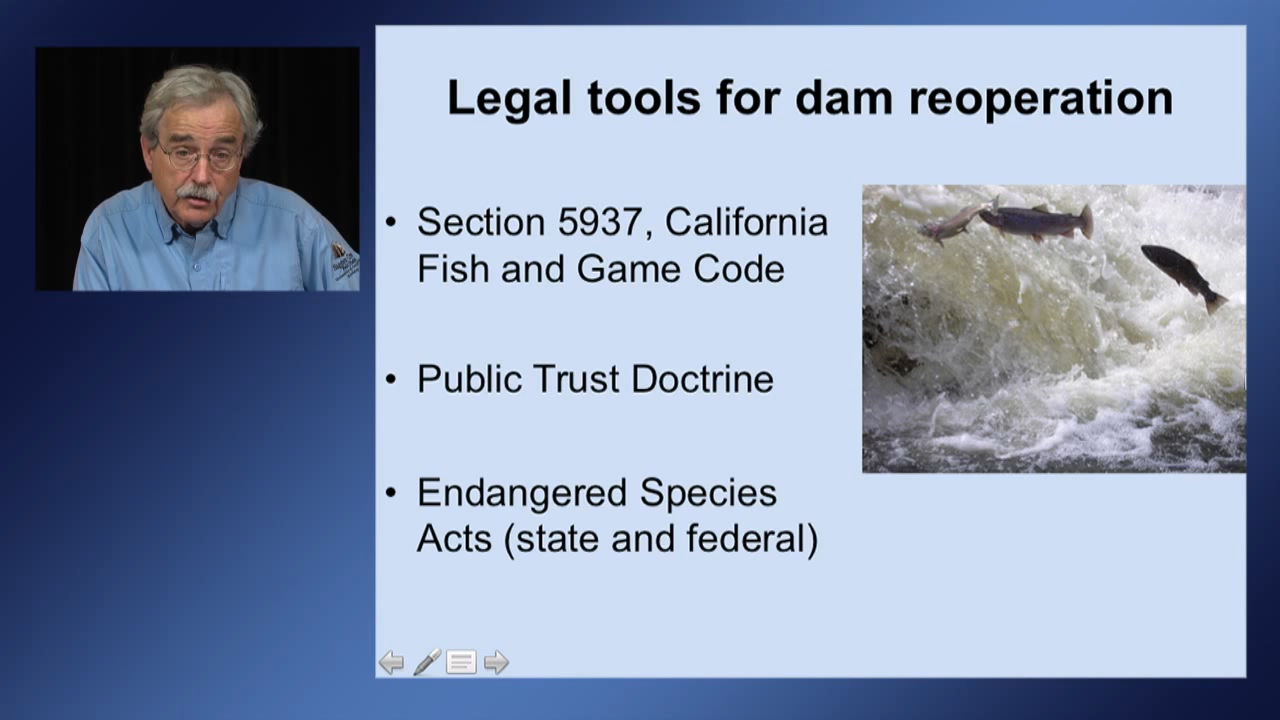 Legal tools for dam reoperation
• Section 5937, California
Fish and Game Code
• Public Trust Doctrine
• Endangered Species
Acts (state and federal)